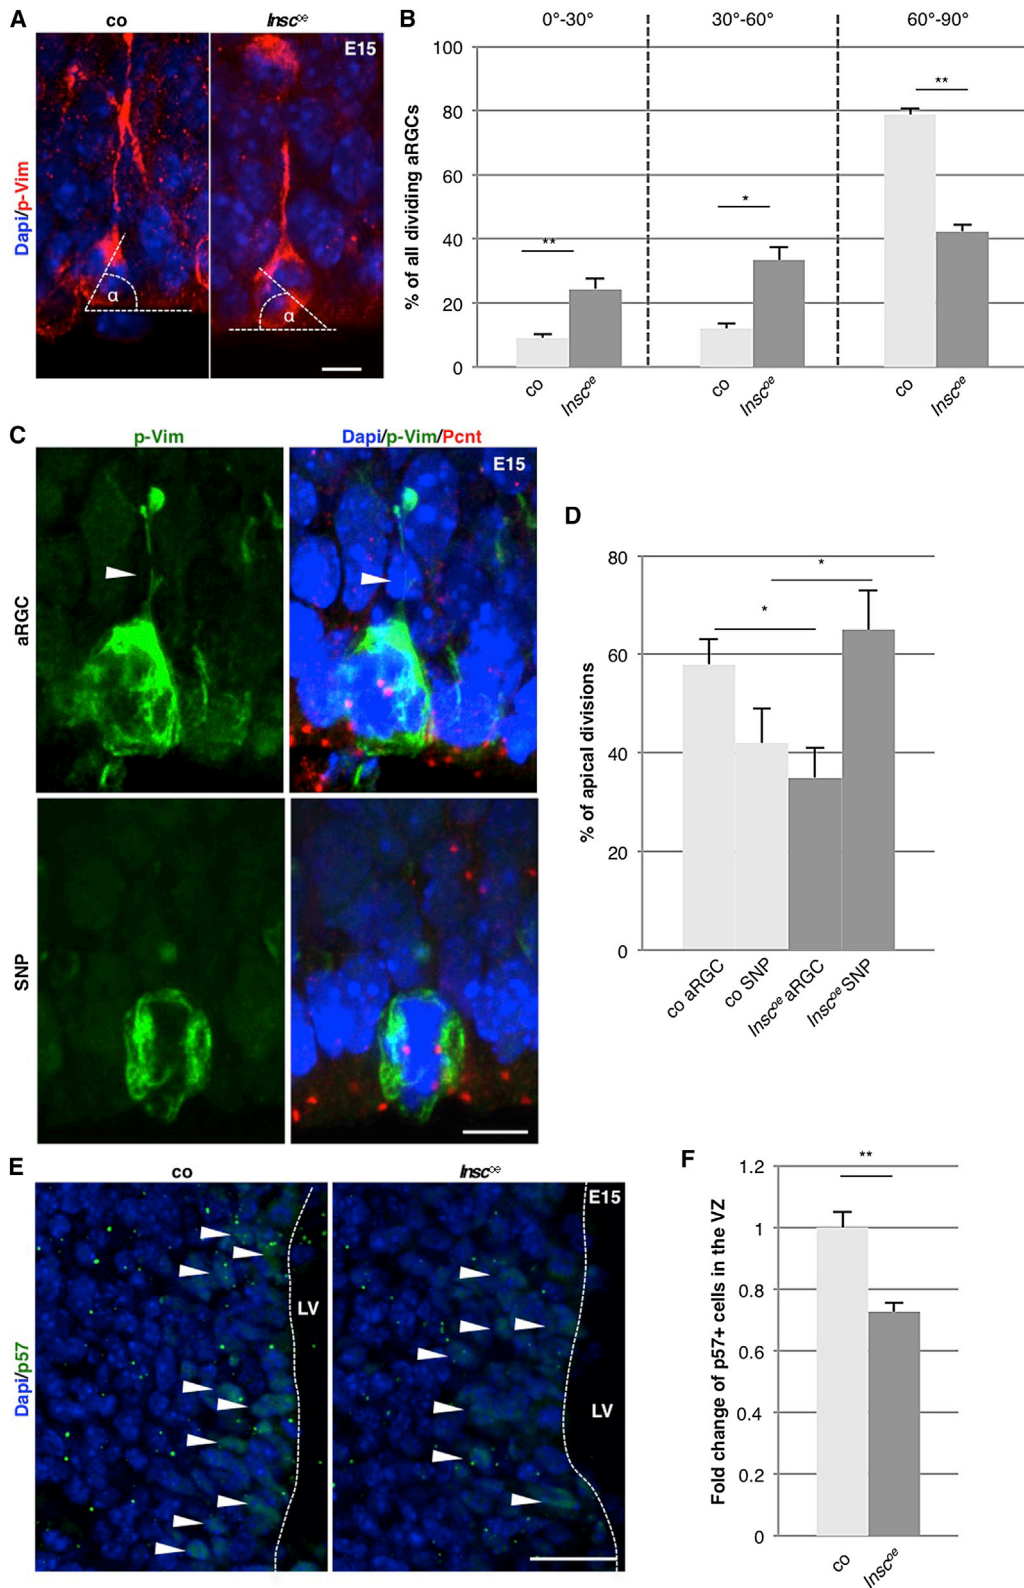 A
co
Insc^oe
E15
Dapi/p-Vim
α
α
B
0°-30°
30°-60°
60°-90°
% of all dividing aRGCs
100
80
60
40
20
0
**
*
**
co
Insc^oe
co
Insc^oe
co
Insc^oe
C
p-Vim
Dapi/p-Vim/Pcnt
E15
aRGC
SNP
D
% of apical divisions
80
60
40
20
0
*
*
co aRGC
co SNP
Insc^oe aRGC
Insc^oe SNP
E
co
Insc^oe
E15
Dapi/p57
LV
LV
F
Fold change of p57+ cells in the VZ
1.2
1
0.8
0.6
0.4
0.2
0
**
co
Insc^oe